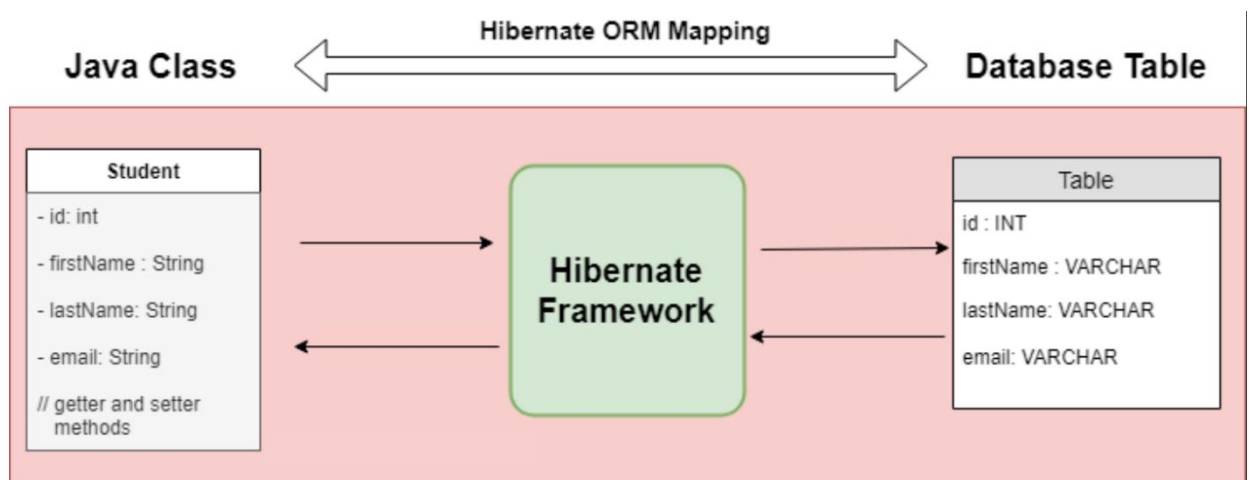 Hibernate ORM Mapping
Java Class
Database Table
Student
- id: int
- firstName : String
- lastName: String
- email: String
// getter and setter
methods
Hibernate
Framework
Table
id : INT
firstName : VARCHAR
lastName: VARCHAR
email: VARCHAR